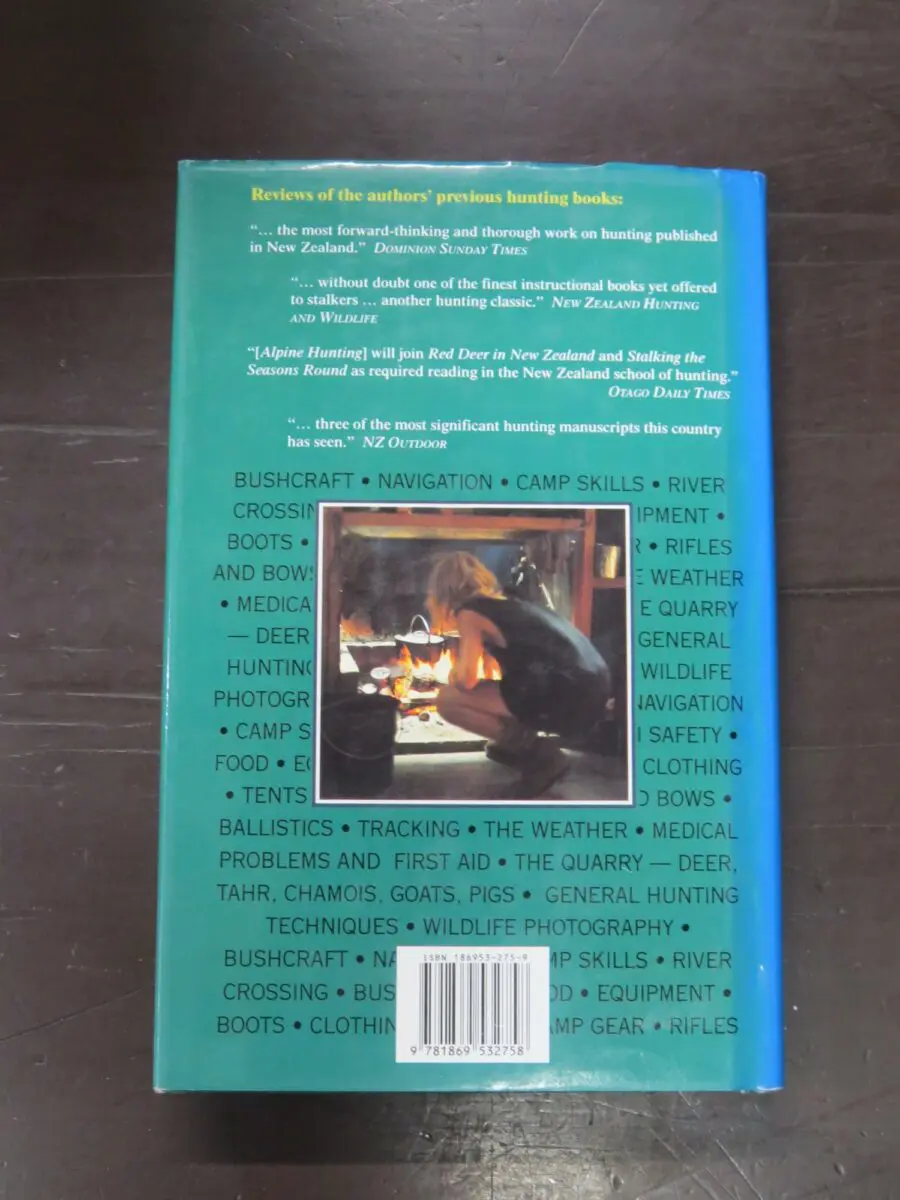 Reviews of the authors' previous hunting books:
“... the most forward-thinking and thorough work on hunting published
in New Zealand.” DOMINION SUNDAY TIMES
“... without doubt one of the finest instructional books yet offered
to stalkers ... another hunting classic.” NEW ZEALAND HUNTING
AND WILDLIFE
“[Alpine Hunting] will join Red Deer in New Zealand and Stalking the
Seasons Round as required reading in the New Zealand school of hunting.”
OTAGO DAILY TIMES
“... three of the most significant hunting manuscripts this country
has seen.” NZ OUTDOOR
BUSHCRAFT • NAVIGATION • CAMP SKILLS • RIVER
CROSSIN IPMENT •
BOOTS • R • RIFLES
AND BOWS E WEATHER
• MEDICA E QUARRY
— DEER GENERAL
HUNTING WILDLIFE
PHOTOGR NAVIGATION
• CAMP S I SAFETY •
FOOD • EQ CLOTHING
• TENTS D BOWS •
BALLISTICS • TRACKING • THE WEATHER • MEDICAL
PROBLEMS AND FIRST AID • THE QUARRY — DEER,
TAHR, CHAMOIS, GOATS, PIGS • GENERAL HUNTING
TECHNIQUES • WILDLIFE PHOTOGRAPHY •
BUSHCRAFT • NA MP SKILLS • RIVER
CROSSING • BUS OD • EQUIPMENT •
BOOTS • CLOTHIN AMP GEAR • RIFLES
ISBN 186953-275-9
9 781869 532758